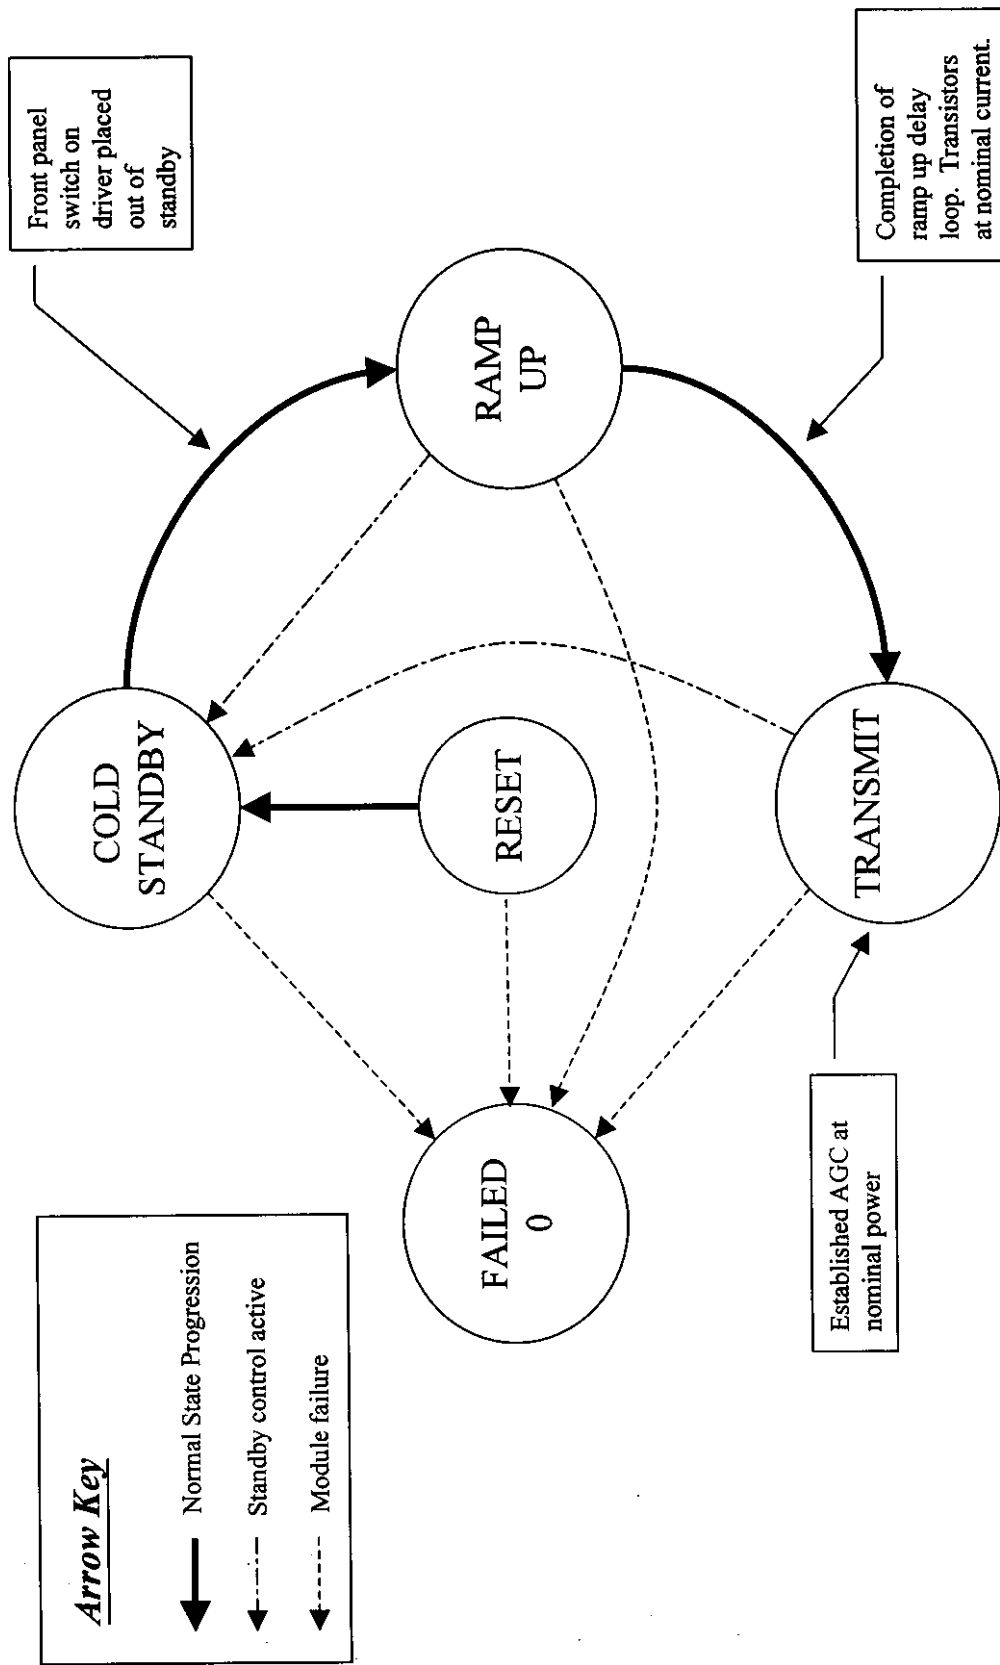 Arrow Key
Normal State Progression
Standby control active
Module failure
COLD
STANDBY
Front panel
switch on
driver placed
out of
standby
FAILED
0
RESET
RAMP
UP
Established AGC at
nominal power
TRANSMIT
Completion of
ramp up delay
loop. Transistors
at nominal current.